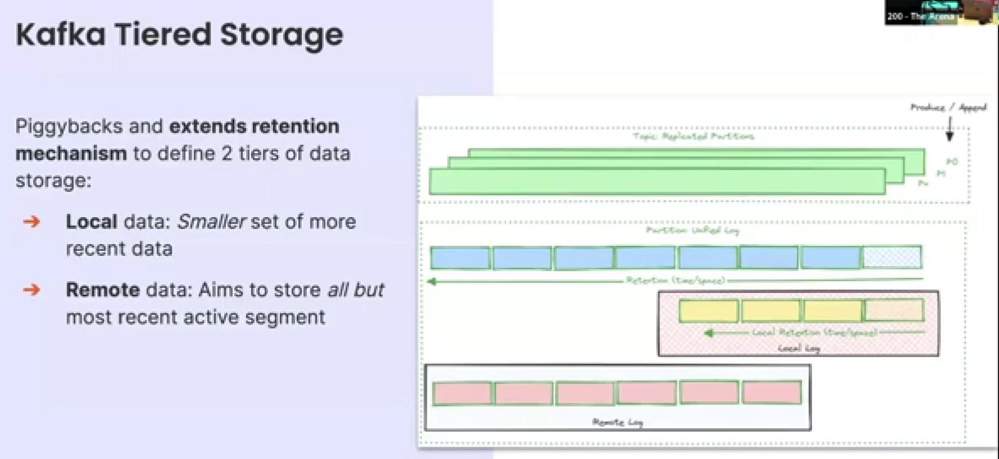 200 - The Arena
Kafka Tiered Storage
Piggybacks and extends retention
mechanism to define 2 tiers of data
storage:
➔ Local data: Smaller set of more
recent data
➔ Remote data: Aims to store all but
most recent active segment
Produce / Append
Topic: Replicated Partitions
P0
P1
Pn
Partition Unified Log
Retention (time/space)
Local Retention (time/space)
Local Log
Remote Log